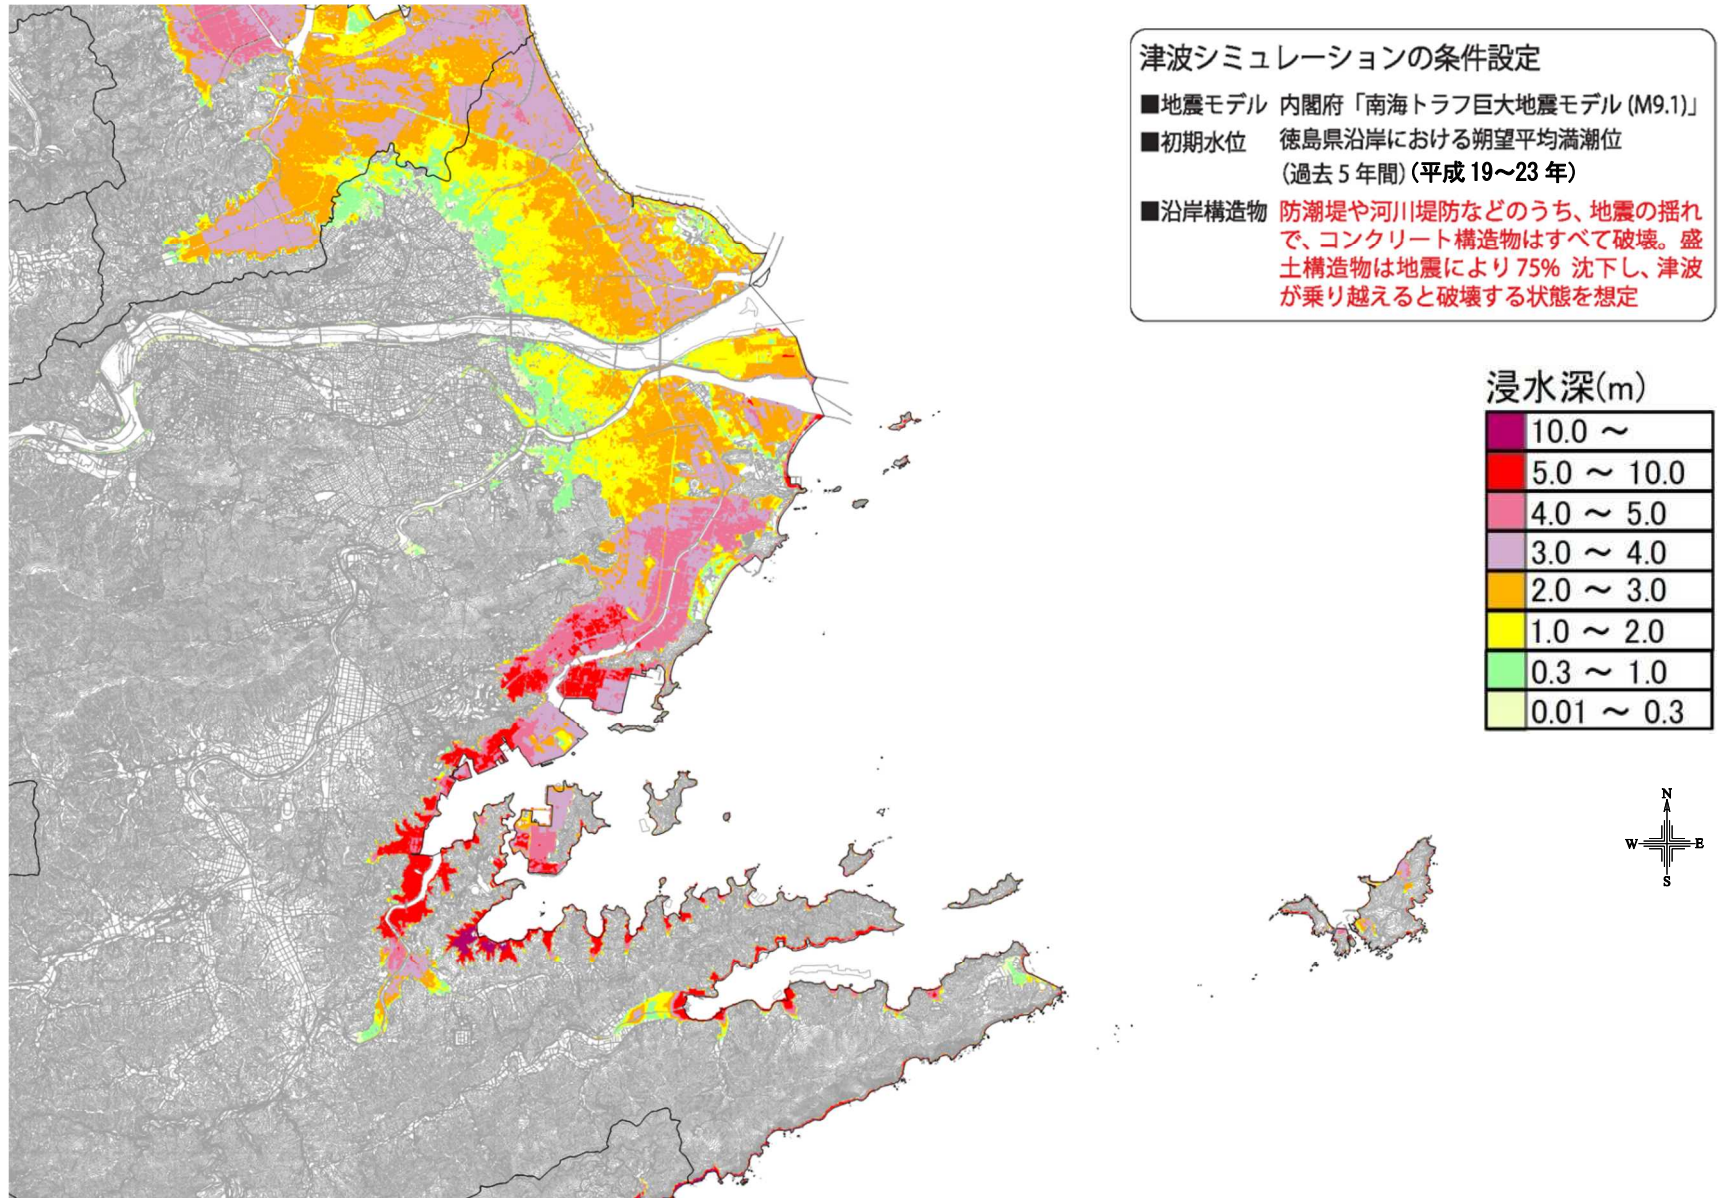 津波シミュレーションの条件設定
■地震モデル 内閣府「南海トラフ巨大地震モデル(M9.1)」
■初期水位 徳島県沿岸における朔望平均満潮位
(過去5年間)(平成19～23年)
■沿岸構造物 防潮堤や河川堤防などのうち、地震の揺れ
で、コンクリート構造物はすべて破壊。盛
土構造物は地震により75% 沈下し、津波
が乗り越えると破壊する状態を想定
浸水深(m)
10.0 ～
5.0 ～ 10.0
4.0 ～ 5.0
3.0 ～ 4.0
2.0 ～ 3.0
1.0 ～ 2.0
0.3 ～ 1.0
0.01 ～ 0.3
N
W E
S